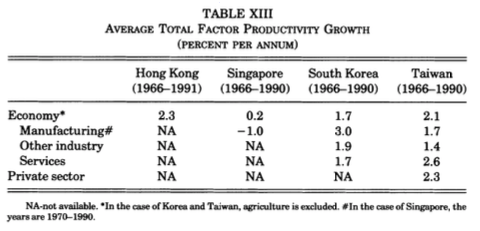 TABLE XIII
AVERAGE TOTAL FACTOR PRODUCTIVITY GROWTH
(PERCENT PER ANNUM)
Hong Kong Singapore South Korea Taiwan
(1966–1991) (1966–1990) (1966–1990) (1966–1990)
Economy* 2.3 0.2 1.7 2.1
Manufacturing# NA −1.0 3.0 1.7
Other industry NA NA 1.9 1.4
Services NA NA 1.7 2.6
Private sector NA NA NA 2.3
NA-not available. *In the case of Korea and Taiwan, agriculture is excluded. #In the case of Singapore, the
years are 1970–1990.